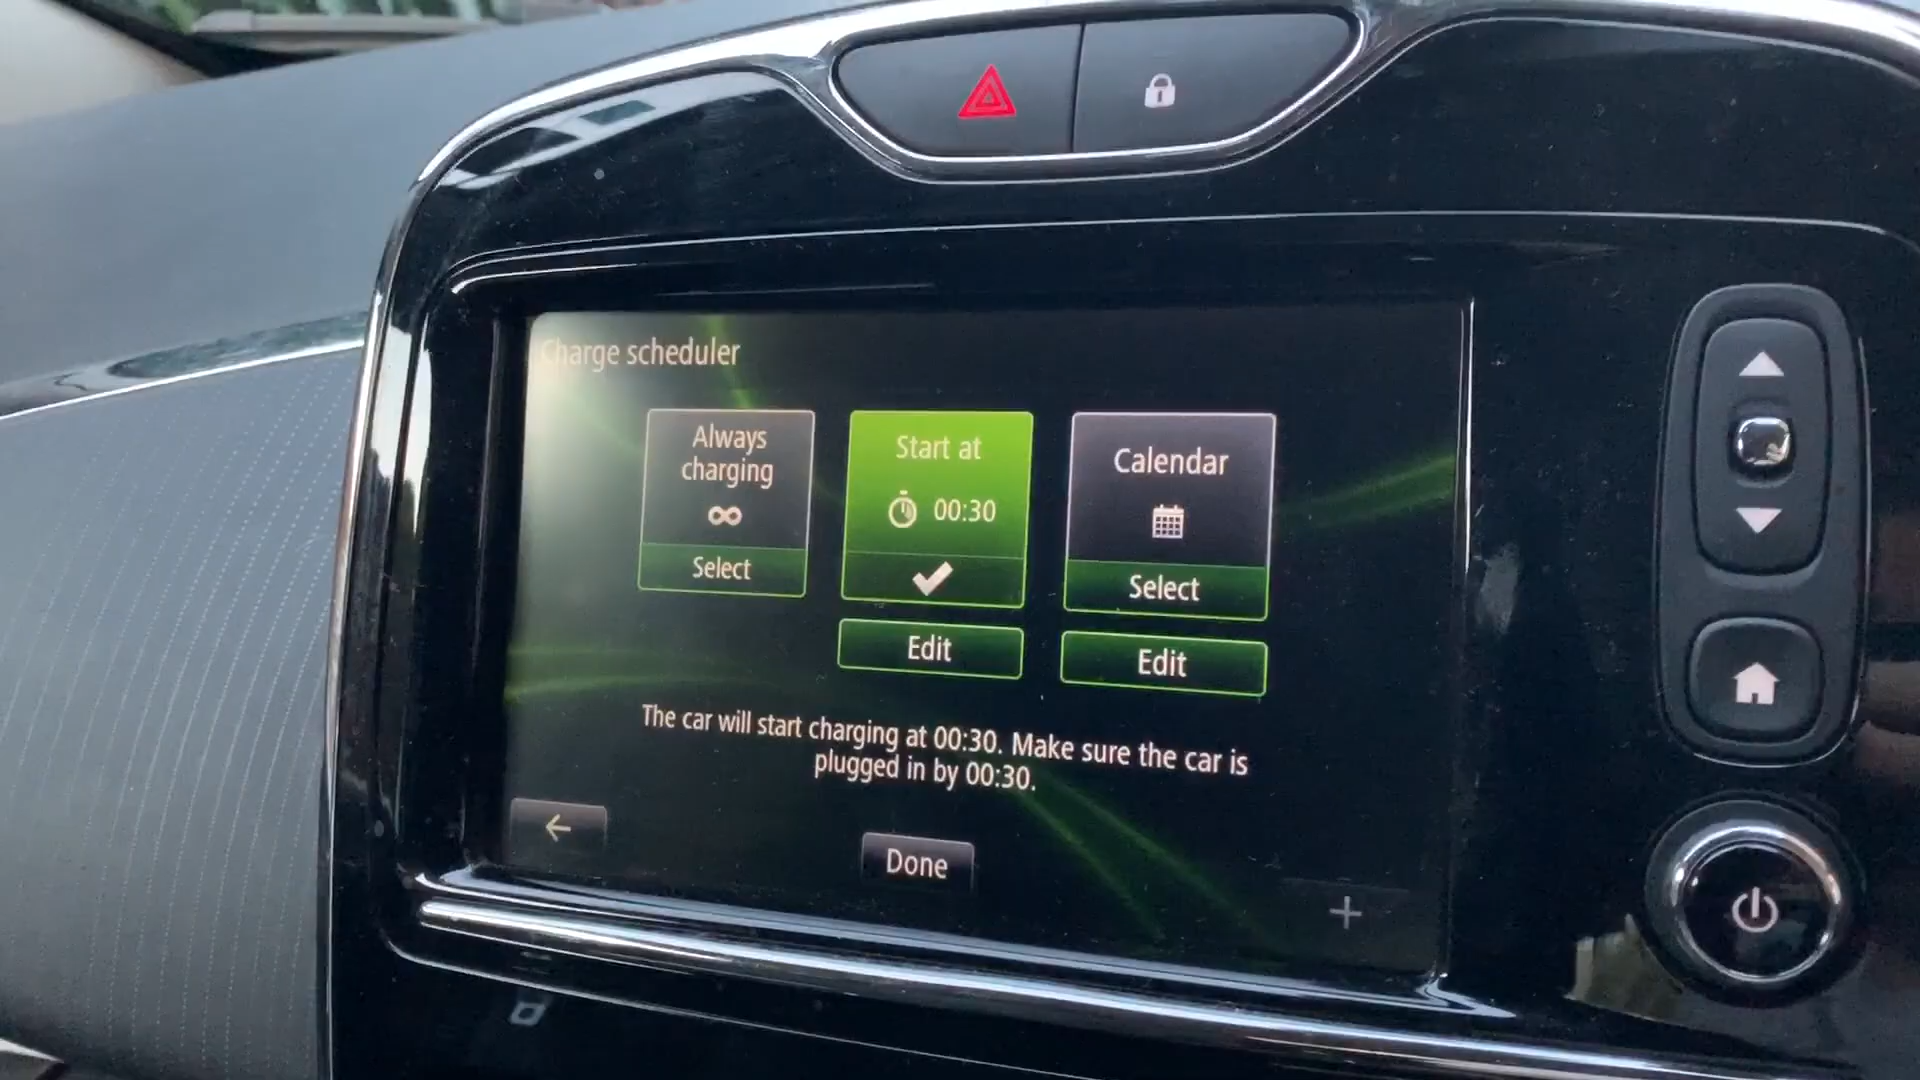 Charge scheduler
Always
charging
Select
Start at
00:30
Edit
Calendar
Select
Edit
The car will start charging at 00:30. Make sure the car is
plugged in by 00:30.
Done